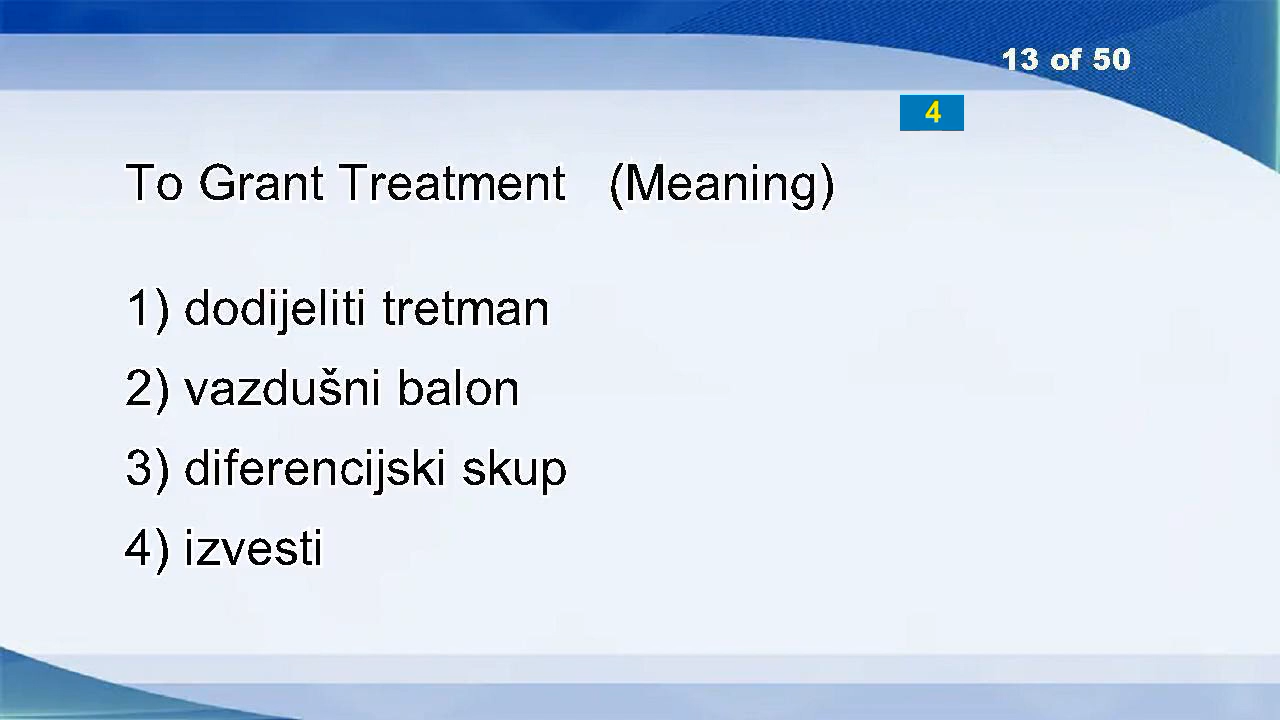 13 of 50
4
To Grant Treatment (Meaning)
1) dodijeliti tretman
2) vazdušni balon
3) diferencijski skup
4) izvesti